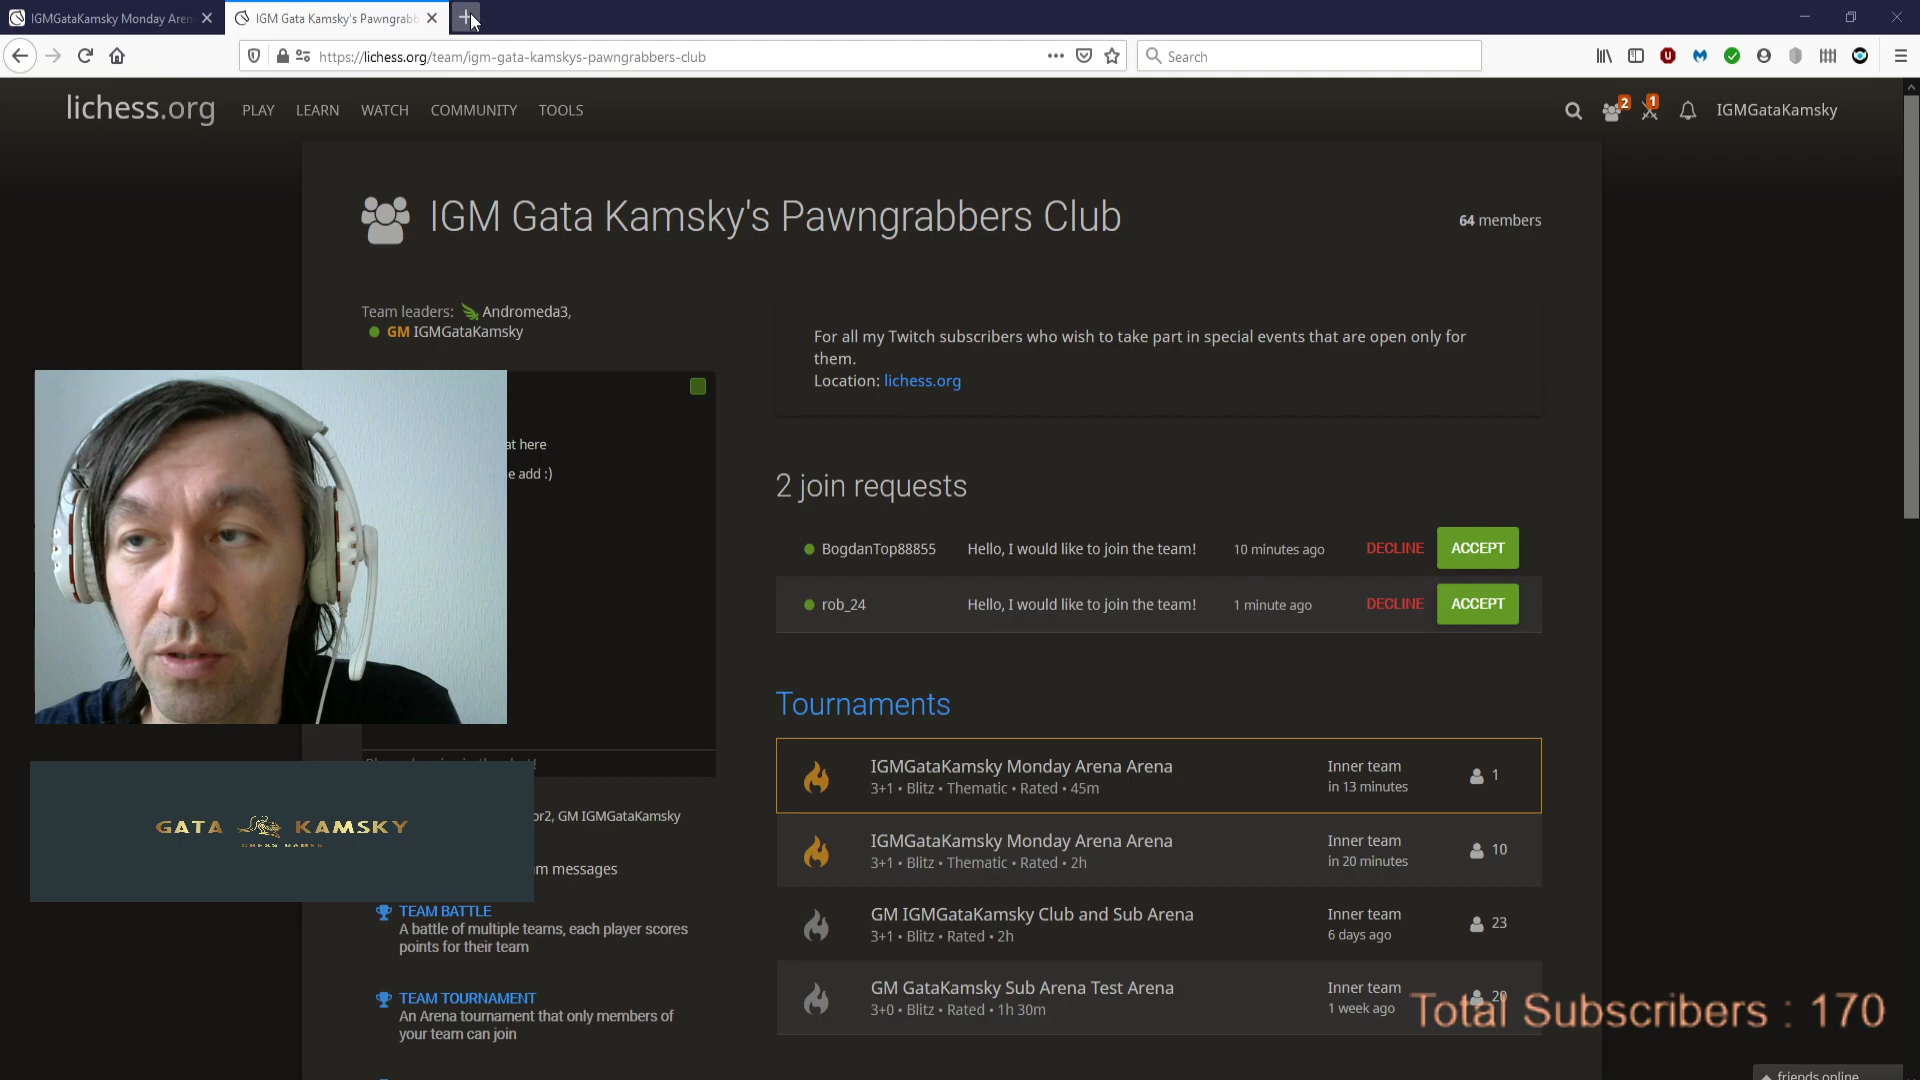 IGMGataKamsky Monday Aren
IGM Gata Kamsky's Pawngrabb
https://lichess.org/team/igm-gata-kamskys-pawngrabbers-club
Search
lichess.org PLAY LEARN WATCH COMMUNITY TOOLS
2 1 IGMGataKamsky
IGM Gata Kamsky's Pawngrabbers Club
64 members
Team leaders: Andromeda3,
GM IGMGataKamsky
For all my Twitch subscribers who wish to take part in special events that are open only for
them.
Location: lichess.org
at here
e add :)
2 join requests
BogdanTop88855 Hello, I would like to join the team! 10 minutes ago DECLINE ACCEPT
rob_24 Hello, I would like to join the team! 1 minute ago DECLINE ACCEPT
Tournaments
IGMGataKamsky Monday Arena Arena Inner team
3+1 • Blitz • Thematic • Rated • 45m in 13 minutes 1
IGMGataKamsky Monday Arena Arena Inner team
3+1 • Blitz • Thematic • Rated • 2h in 20 minutes 10
GM IGMGataKamsky Club and Sub Arena Inner team
3+1 • Blitz • Rated • 2h 6 days ago 23
GM GataKamsky Sub Arena Test Arena Inner team
3+0 • Blitz • Rated • 1h 30m 1 week ago 20
GATA KAMSKY
CHESS GAMES
or2, GM IGMGataKamsky
am messages
TEAM BATTLE
A battle of multiple teams, each player scores
points for their team
TEAM TOURNAMENT
An Arena tournament that only members of
your team can join
Total Subscribers : 170
friends online